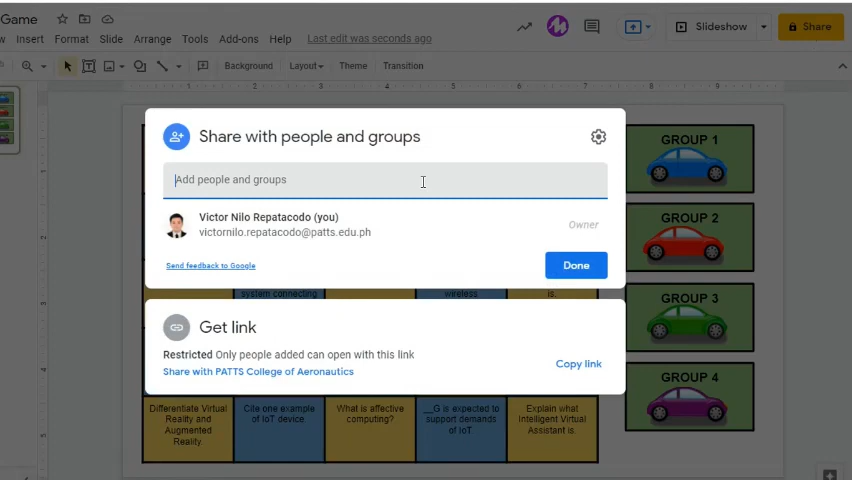 Game
Insert Format Slide Arrange Tools Add-ons Help Last edit was seconds ago
Slideshow
Share
Background Layout Theme Transition
Share with people and groups
Add people and groups
Victor Nilo Repatacodo (you)
victornilo.repatacodo@patts.edu.ph
Owner
Send feedback to Google
Done
Get link
Restricted Only people added can open with this link
Share with PATTS College of Aeronautics
Copy link
GROUP 1
GROUP 2
GROUP 3
GROUP 4
system connecting
wireless
is.
Differentiate Virtual
Reality and
Augmented
Reality.
Cite one example
of IoT device
What is affective
computing?
__G is expected to
support demands
of IoT
Explain what
Intelligent Virtual
Assistant is.